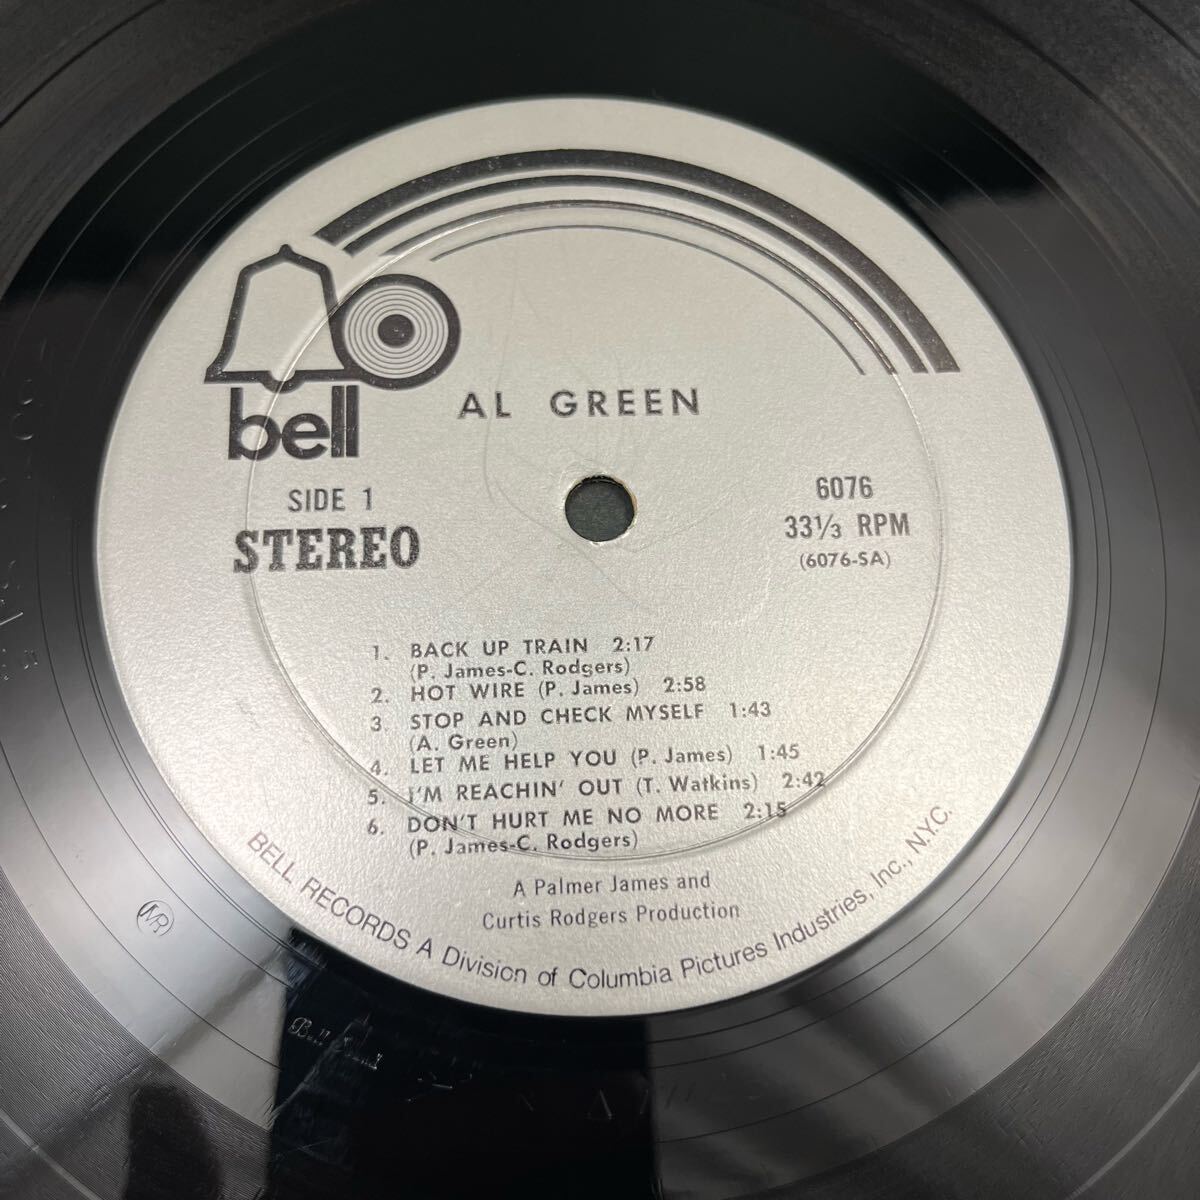 bell
AL GREEN
SIDE 1
STEREO
6076
33⅓ RPM
(6076-SA)
1. BACK UP TRAIN 2:17
(P. James-C. Rodgers)
2. HOT WIRE (P. James) 2:58
3. STOP AND CHECK MYSELF 1:43
(A. Green)
4. LET ME HELP YOU (P. James) 1:45
5. I'M REACHIN' OUT (T. Watkins) 2:42
6. DON'T HURT ME NO MORE 2:15
(P. James-C. Rodgers)
A Palmer James and
Curtis Rodgers Production
BELL RECORDS A Division of Columbia Pictures Industries, Inc., N.Y.C.
MR